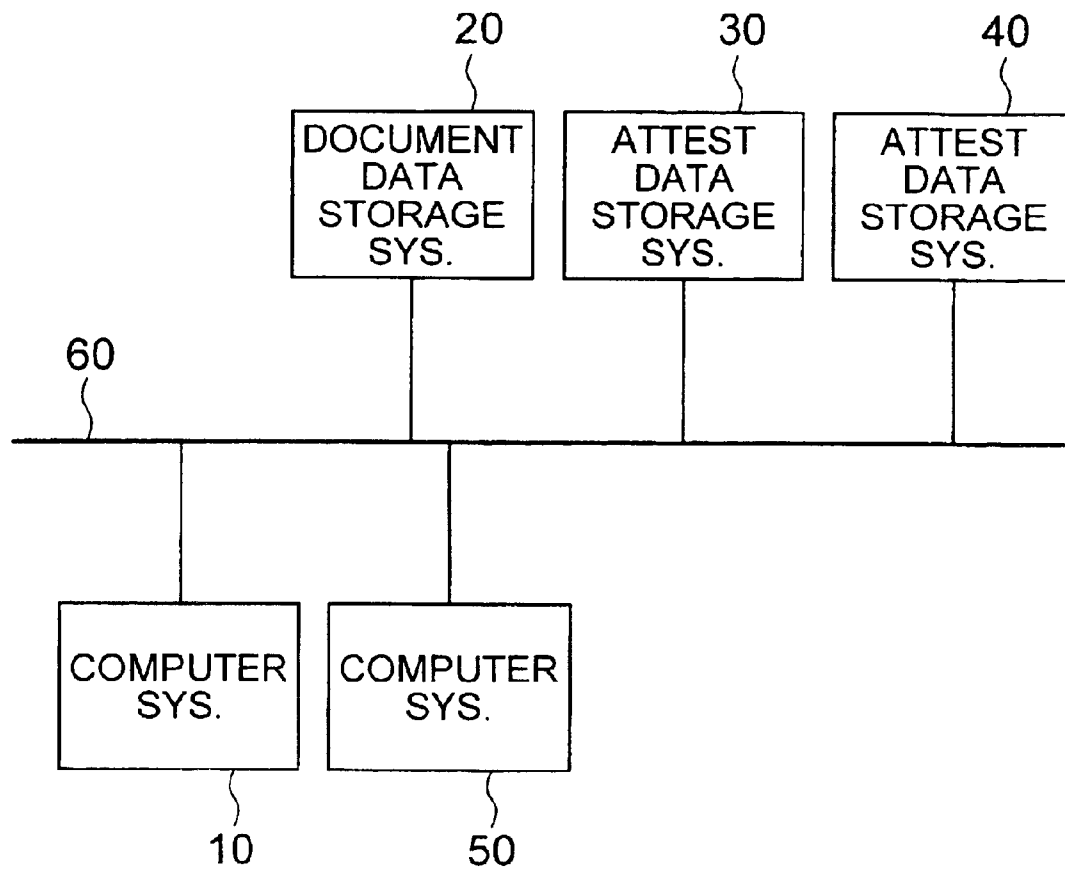 20
30
40
DOCUMENT
DATA
STORAGE
SYS.
ATTEST
DATA
STORAGE
SYS.
ATTEST
DATA
STORAGE
SYS.
60
COMPUTER
SYS.
COMPUTER
SYS.
10
50